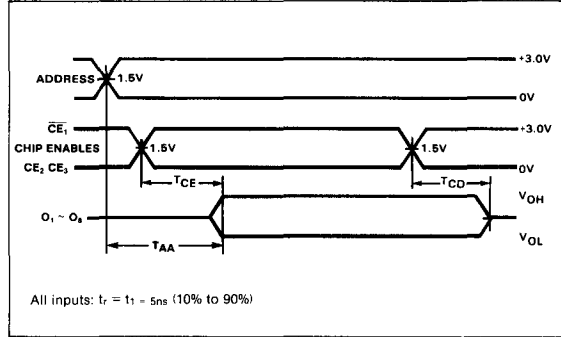 +3.0V
ADDRESS 1.5V
0V
CE₁ +3.0V
CHIP ENABLES 1.5V 1.5V
CE₂ CE₃ 0V
TCE TCD
VOH
O₁ ~ O₈
VOL
TAA
All inputs: tr = t1 = 5ns (10% to 90%)